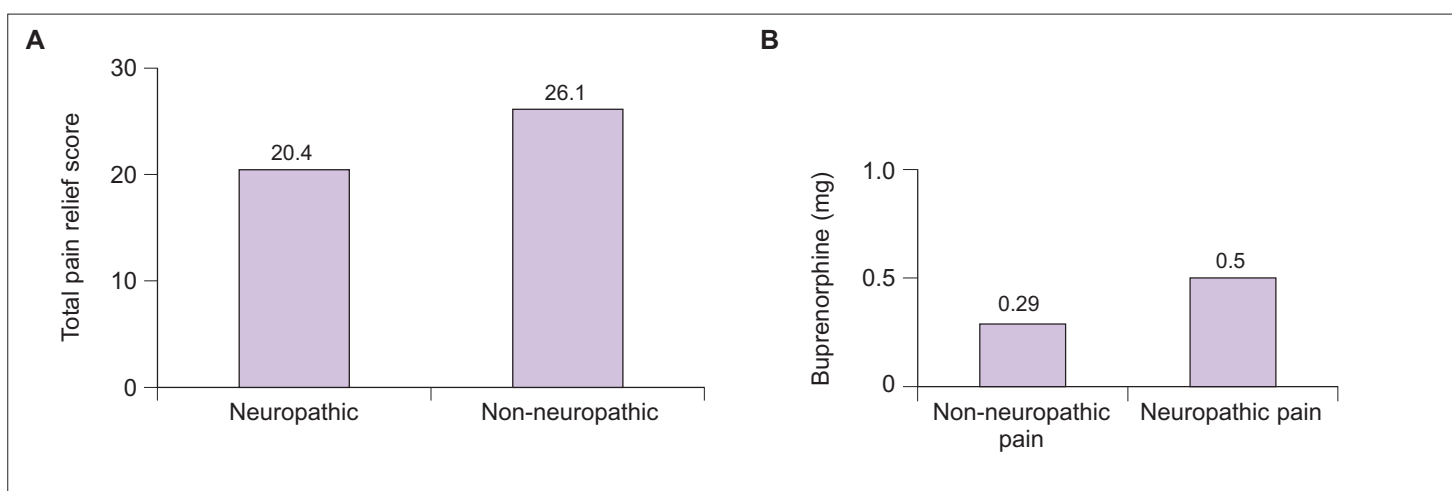 A
Total pain relief score
30
20
10
0
20.4
26.1
Neuropathic
Non-neuropathic
B
Buprenorphine (mg)
1.0
0.5
0
0.29
0.5
Non-neuropathic
pain
Neuropathic pain